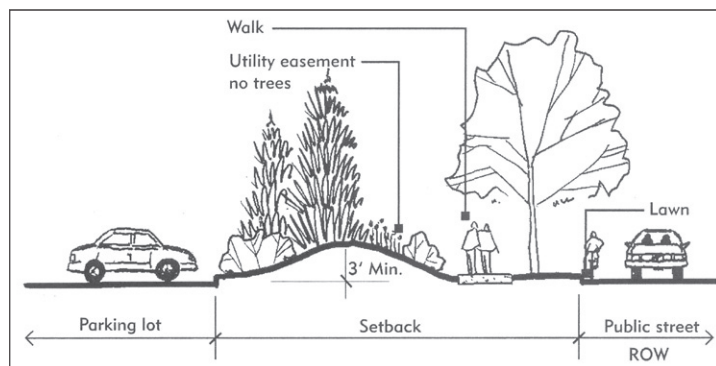 Walk
Utility easement
no trees
Lawn
3' Min.
Parking lot
Setback
Public street
ROW